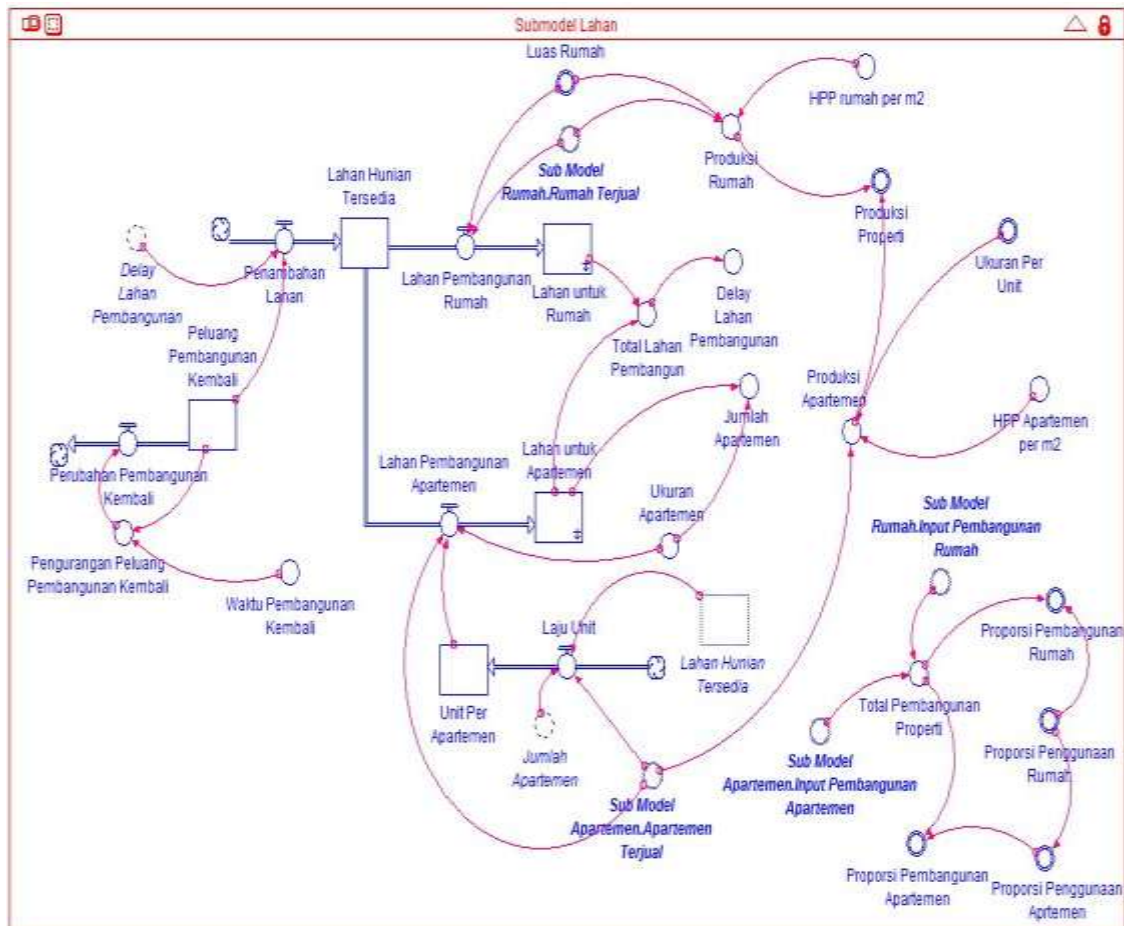 Submodel Lahan
Luas Rumah
HPP rumah per m2
Sub Model
Rumah.Rumah Terjual
Produksi
Rumah
Lahan Hunian
Tersedia
Produksi
Properti
Ukuran Per
Unit
Delay
Lahan
Pembangunan
Penambahan
Lahan
Lahan Pembangunan
Rumah
Lahan untuk
Rumah
Delay
Lahan
Pembangunan
Total Lahan
Pembangun
Peluang
Pembangunan
Kembali
Produksi
Apartemen
HPP Apartemen
per m2
Jumlah
Apartemen
Lahan Pembangunan
Apartemen
Lahan untuk
Apartemen
Ukuran
Apartemen
Perubahan Pembangunan
Kembali
Pengurangan Peluang
Pembangunan Kembali
Waktu Pembangunan
Kembali
Sub Model
Rumah.Input Pembangunan
Rumah
Laju Unit
Lahan Hunian
Tersedia
Unit Per
Apartemen
Jumlah
Apartemen
Sub Model
Apartemen.Apartemen
Terjual
Proporsi Pembangunan
Rumah
Total Pembangunan
Properti
Sub Model
Apartemen.Input Pembangunan
Apartemen
Proporsi Penggunaan
Rumah
Proporsi Pembangunan
Apartemen
Proporsi Penggunaan
Aprtemen